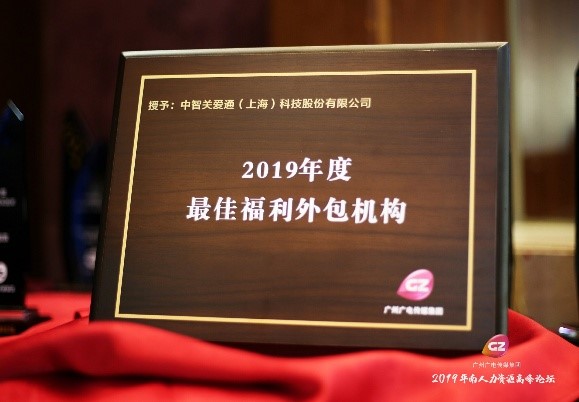 授予：中智关爱通（上海）科技股份有限公司
2019年度
最佳福利外包机构
GZ
广州广电传媒集团
GZ
广州广电传媒集团
2019年南人力资源高峰论坛